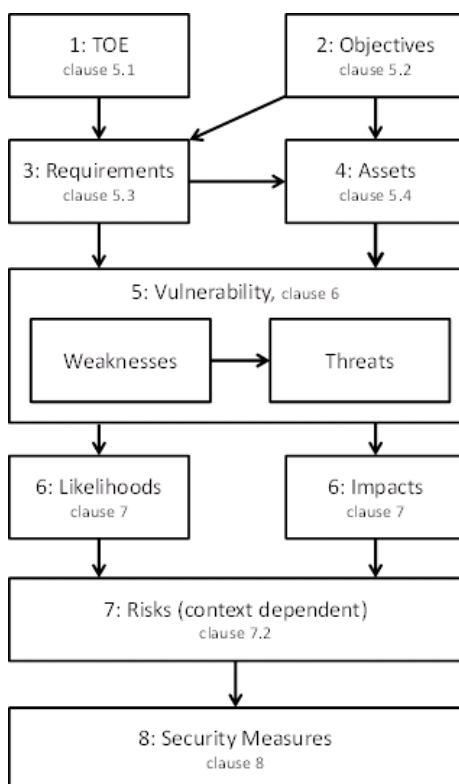 1: TOE
clause 5.1
2: Objectives
clause 5.2
3: Requirements
clause 5.3
4: Assets
clause 5.4
5: Vulnerability, clause 6
Weaknesses
Threats
6: Likelihoods
clause 7
6: Impacts
clause 7
7: Risks (context dependent)
clause 7.2
8: Security Measures
clause 8